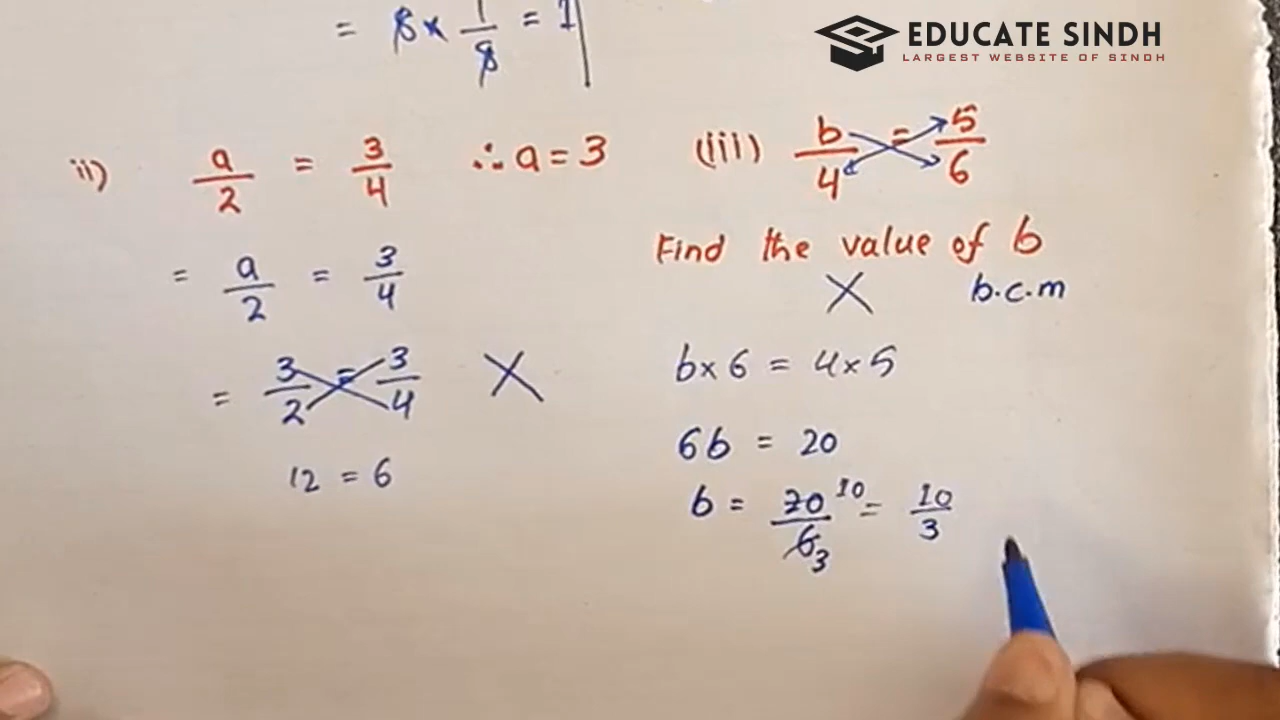 = 8 × 1/8 = 1
EDUCATE SINDH
LARGEST WEBSITE OF SINDH
ii) a/2 = 3/4 ∴ a = 3
= a/2 = 3/4
= 3/2 = 3/4 X
12 = 6
(iii) b/4 = 5/6
Find the value of b
X b.c.m
b× 6 = 4×5
6b = 20
b = 20/6 10 3 = 10/3